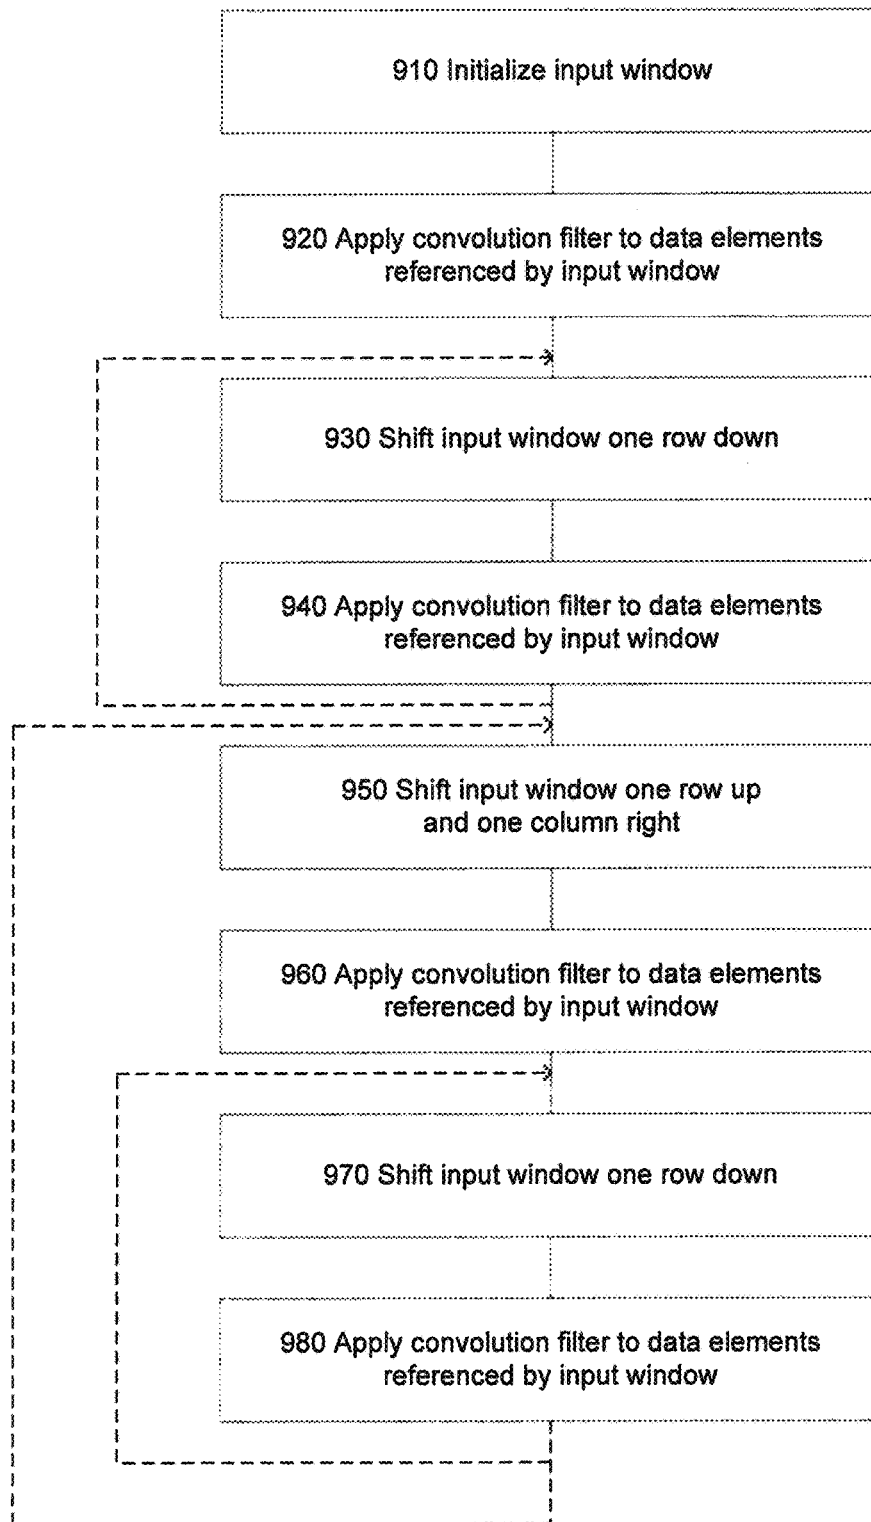 910 Initialize input window
920 Apply convolution filter to data elements
referenced by input window
930 Shift input window one row down
940 Apply convolution filter to data elements
referenced by input window
950 Shift input window one row up
and one column right
960 Apply convolution filter to data elements
referenced by input window
970 Shift input window one row down
980 Apply convolution filter to data elements
referenced by input window